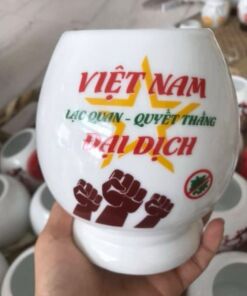 VIỆT NAM
LẠC QUAN - QUYẾT THẮNG
ĐẠI DỊCH